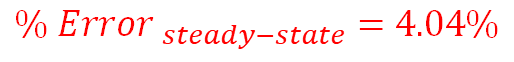 % Error steady−state = 4.04%